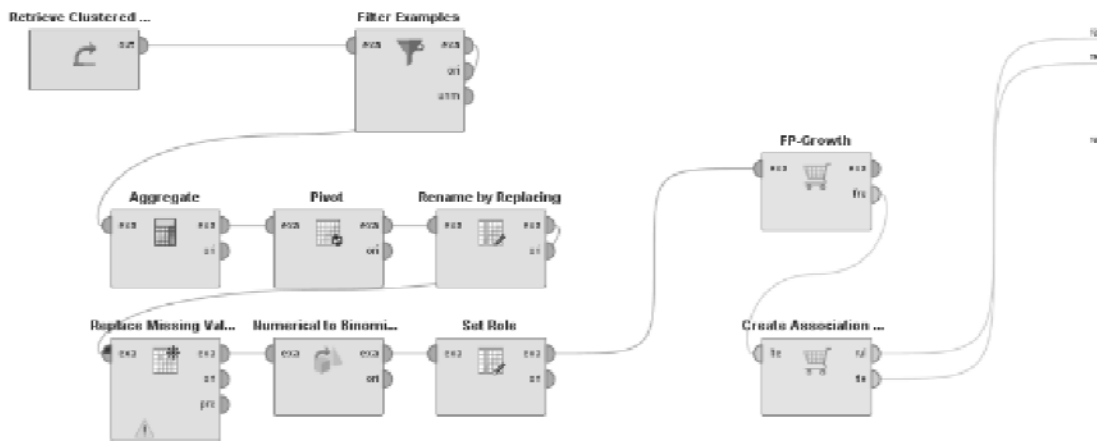 Retrieve Clustered ...
out
Filter Examples
exa exa
ori
unm
FP-Growth
exa exa
fre
Aggregate
exa exa
ori
Pivot
exa exa
ori
Rename by Replacing
exa exa
ori
Replace Missing Val...
exa exa
ori
pre
Numerical to Binomi...
exa exa
ori
Set Role
exa exa
ori
Create Association ...
ite rul
ite